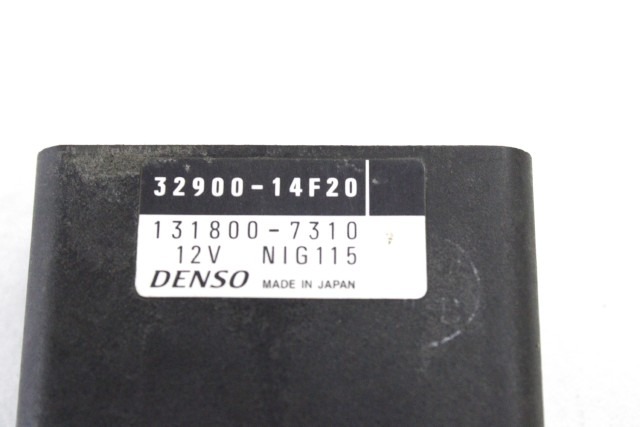 32900-14F20
131800-7310
12V NIG115
DENSO MADE IN JAPAN